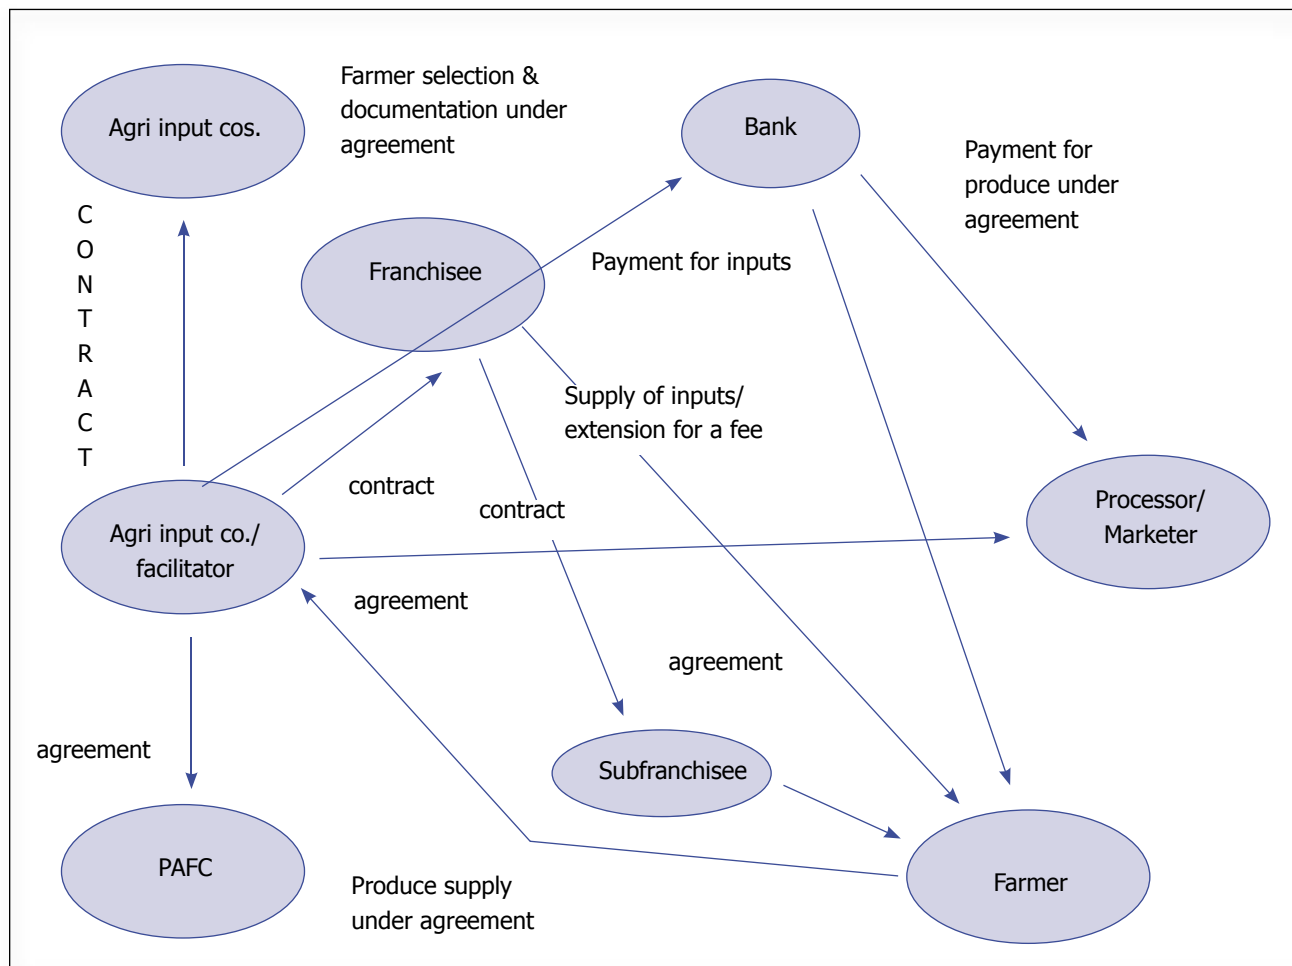 Agri input cos.
Farmer selection &
documentation under
agreement
Bank
Payment for
produce under
agreement
C
O
N
T
R
A
C
T
Franchisee
Payment for inputs
Supply of inputs/
extension for a fee
contract
contract
Processor/
Marketer
Agri input co./
facilitator
agreement
agreement
agreement
Subfranchisee
PAFC
Produce supply
under agreement
Farmer